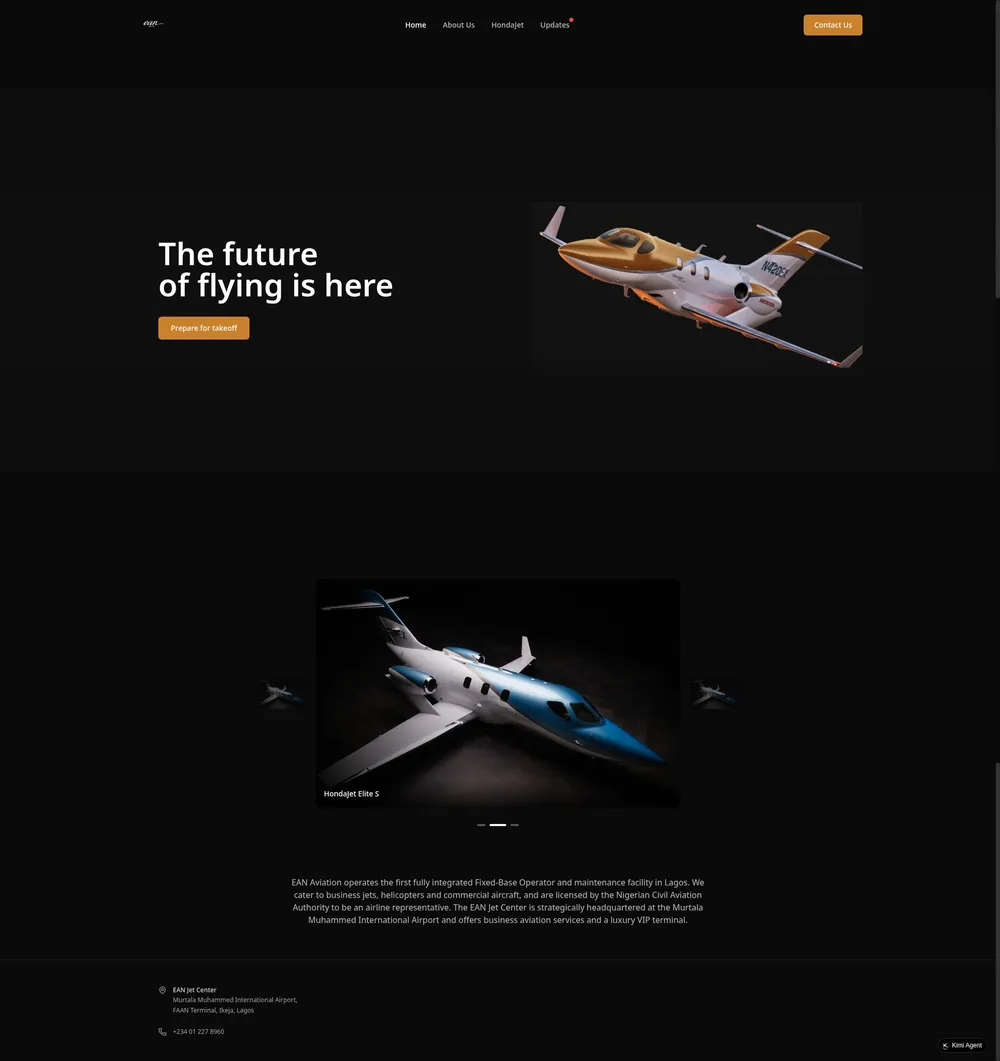 ean
Home
About Us
HondaJet
Updates
Contact Us
The future
of flying is here
Prepare for takeoff
N420EX
HondaJet Elite S
EAN Aviation operates the first fully integrated Fixed-Base Operator and maintenance facility in Lagos. We
cater to business jets, helicopters and commercial aircraft, and are licensed by the Nigerian Civil Aviation
Authority to be an airline representative. The EAN Jet Center is strategically headquartered at the Murtala
Muhammed International Airport and offers business aviation services and a luxury VIP terminal.
EAN Jet Center
Murtala Muhammed International Airport,
FAAN Terminal, Ikeja, Lagos
+234 01 227 8960
Kimi Agent